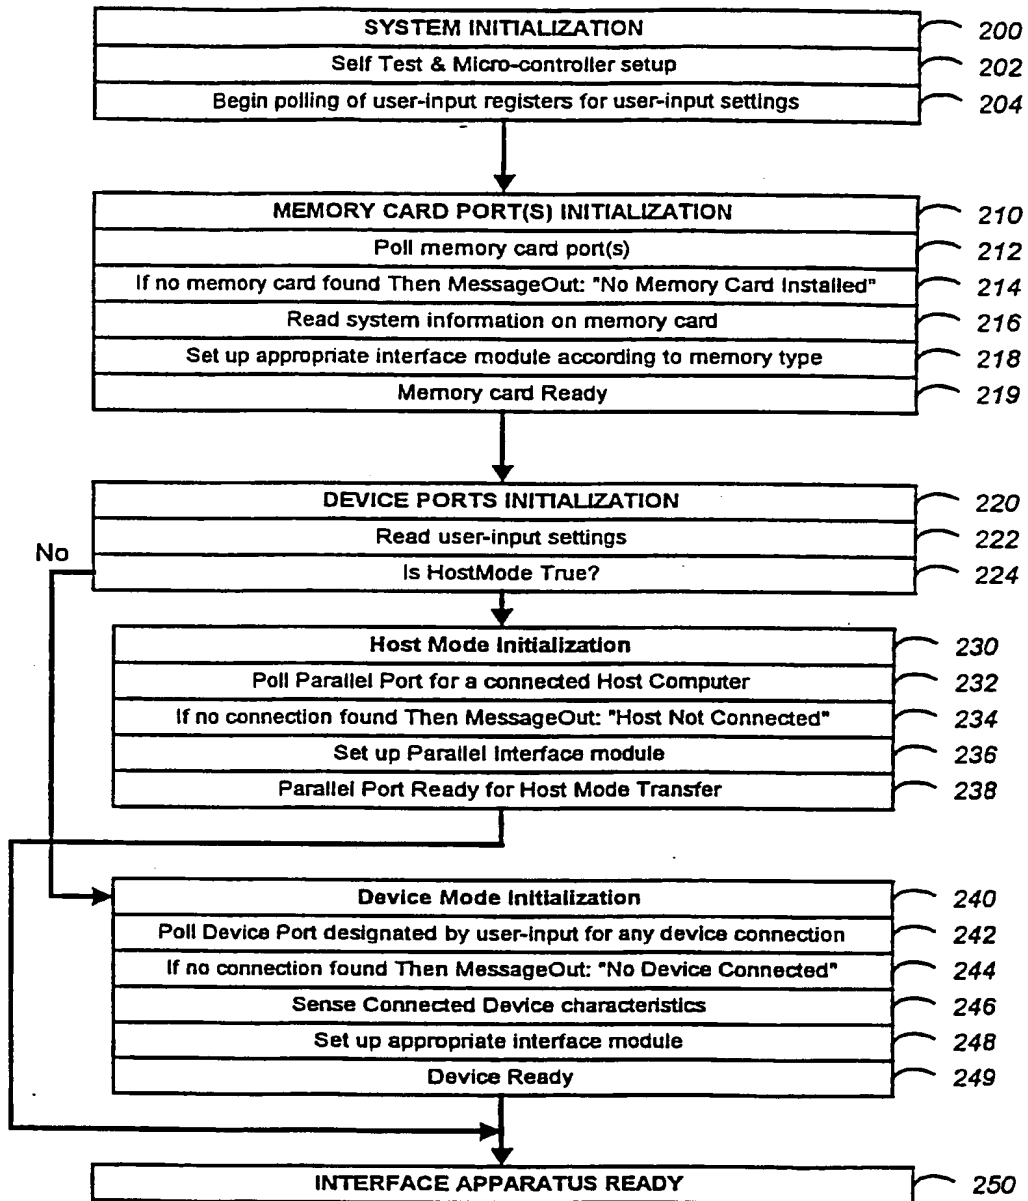 SYSTEM INITIALIZATION 200
Self Test & Micro-controller setup 202
Begin polling of user-input registers for user-input settings 204
MEMORY CARD PORT(S) INITIALIZATION 210
Poll memory card port(s) 212
If no memory card found Then MessageOut: "No Memory Card Installed" 214
Read system information on memory card 216
Set up appropriate interface module according to memory type 218
Memory card Ready 219
DEVICE PORTS INITIALIZATION 220
Read user-input settings 222
No
Is HostMode True? 224
Host Mode Initialization 230
Poll Parallel Port for a connected Host Computer 232
If no connection found Then MessageOut: "Host Not Connected" 234
Set up Parallel Interface module 236
Parallel Port Ready for Host Mode Transfer 238
Device Mode Initialization 240
Poll Device Port designated by user-input for any device connection 242
If no connection found Then MessageOut: "No Device Connected" 244
Sense Connected Device characteristics 246
Set up appropriate interface module 248
Device Ready 249
INTERFACE APPARATUS READY 250